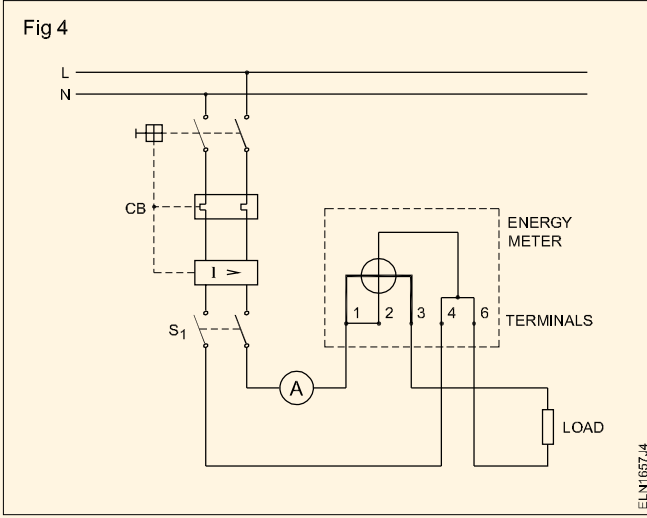 Fig 4
L
N
CB
I >
S1
A
ENERGY
METER
1 2 3 4 6
TERMINALS
LOAD
ELN1657J4